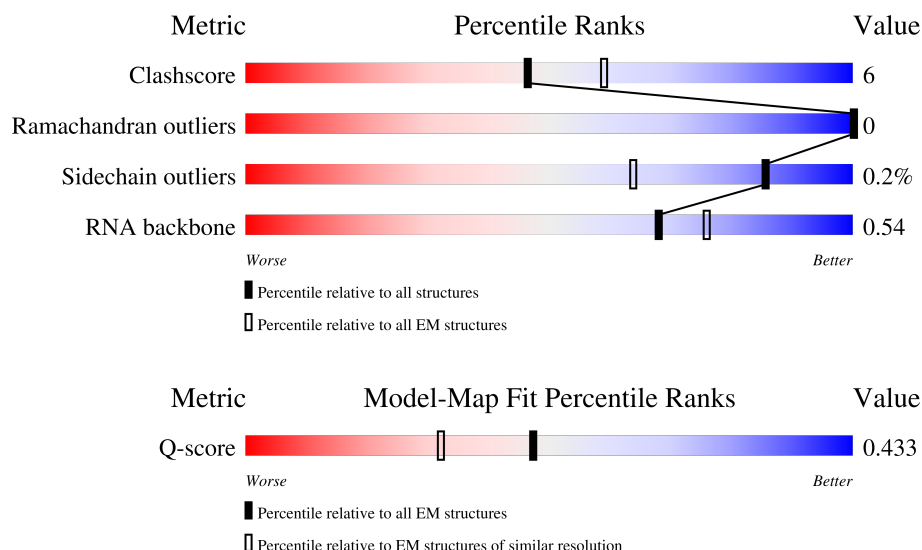 Metric Percentile Ranks Value
Clashscore 6
Ramachandran outliers 0
Sidechain outliers 0.2%
RNA backbone 0.54
Worse Better
Percentile relative to all structures
Percentile relative to all EM structures
Metric Model-Map Fit Percentile Ranks Value
Q-score 0.433
Worse Better
Percentile relative to all EM structures
Percentile relative to EM structures of similar resolution